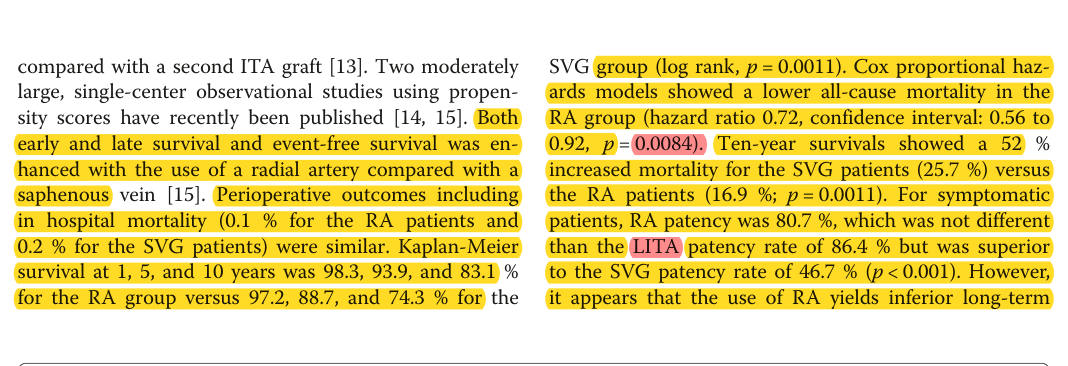 compared with a second ITA graft [13]. Two moderately
large, single-center observational studies using propen-
sity scores have recently been published [14, 15]. Both
early and late survival and event-free survival was en-
hanced with the use of a radial artery compared with a
saphenous vein [15]. Perioperative outcomes including
in hospital mortality (0.1 % for the RA patients and
0.2 % for the SVG patients) were similar. Kaplan-Meier
survival at 1, 5, and 10 years was 98.3, 93.9, and 83.1 %
for the RA group versus 97.2, 88.7, and 74.3 % for the
SVG group (log rank, p = 0.0011). Cox proportional haz-
ards models showed a lower all-cause mortality in the
RA group (hazard ratio 0.72, confidence interval: 0.56 to
0.92, p = 0.0084). Ten-year survivals showed a 52 %
increased mortality for the SVG patients (25.7 %) versus
the RA patients (16.9 %; p = 0.0011). For symptomatic
patients, RA patency was 80.7 %, which was not different
than the LITA patency rate of 86.4 % but was superior
to the SVG patency rate of 46.7 % (p < 0.001). However,
it appears that the use of RA yields inferior long-term